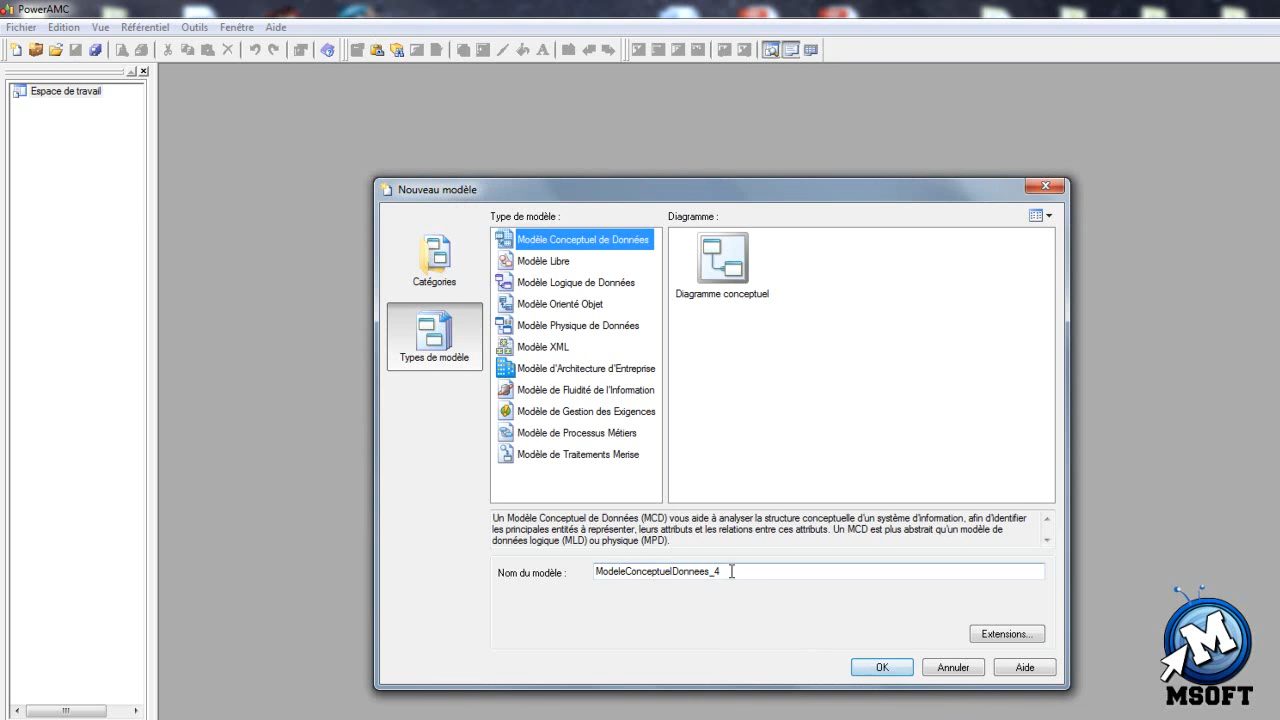 PowerAMC
Fichier Edition Vue Référentiel Outils Fenêtre Aide
Espace de travail
Nouveau modèle
Catégories
Types de modèle
Type de modèle :
Modèle Conceptuel de Données
Modèle Libre
Modèle Logique de Données
Modèle Orienté Objet
Modèle Physique de Données
Modèle XML
Modèle d'Architecture d'Entreprise
Modèle de Fluidité de l'Information
Modèle de Gestion des Exigences
Modèle de Processus Métiers
Modèle de Traitements Merise
Diagramme :
Diagramme conceptuel
Un Modèle Conceptuel de Données (MCD) vous aide à analyser la structure conceptuelle d'un système d'information, afin d'identifier
les principales entités à représenter, leurs attributs et les relations entre ces attributs. Un MCD est plus abstrait qu'un modèle de
données logique (MLD) ou physique (MPD).
Nom du modèle : ModeleConceptuelDonnees_4
Extensions...
OK Annuler Aide
M
MSOFT